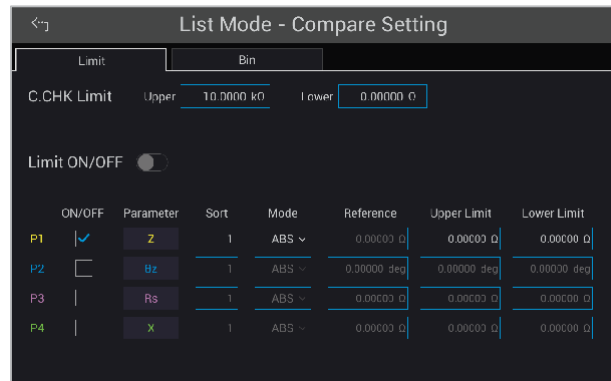 List Mode - Compare Setting
Limit Bin
C.CHK Limit Upper 10.0000 kΩ Lower 0.00000 Ω
Limit ON/OFF
ON/OFF Parameter Sort Mode Reference Upper Limit Lower Limit
P1 Z 1 ABS 0.00000 Ω 0.00000 Ω 0.00000 Ω
P2 θz 1 ABS 0.00000 deg 0.00000 deg 0.00000 deg
P3 Rs 1 ABS 0.00000 Ω 0.00000 Ω 0.00000 Ω
P4 X 1 ABS 0.00000 Ω 0.00000 Ω 0.00000 Ω